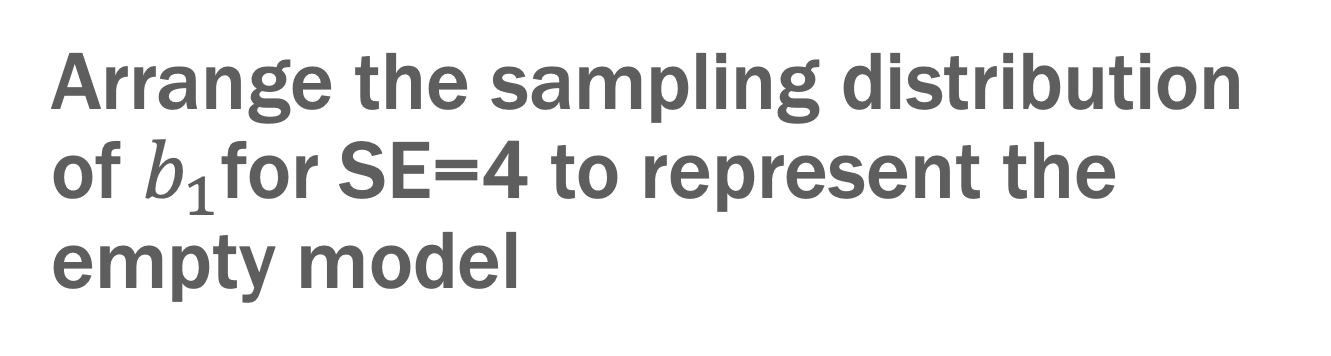 Arrange the sampling distribution
of b₁ for SE=4 to represent the
empty model